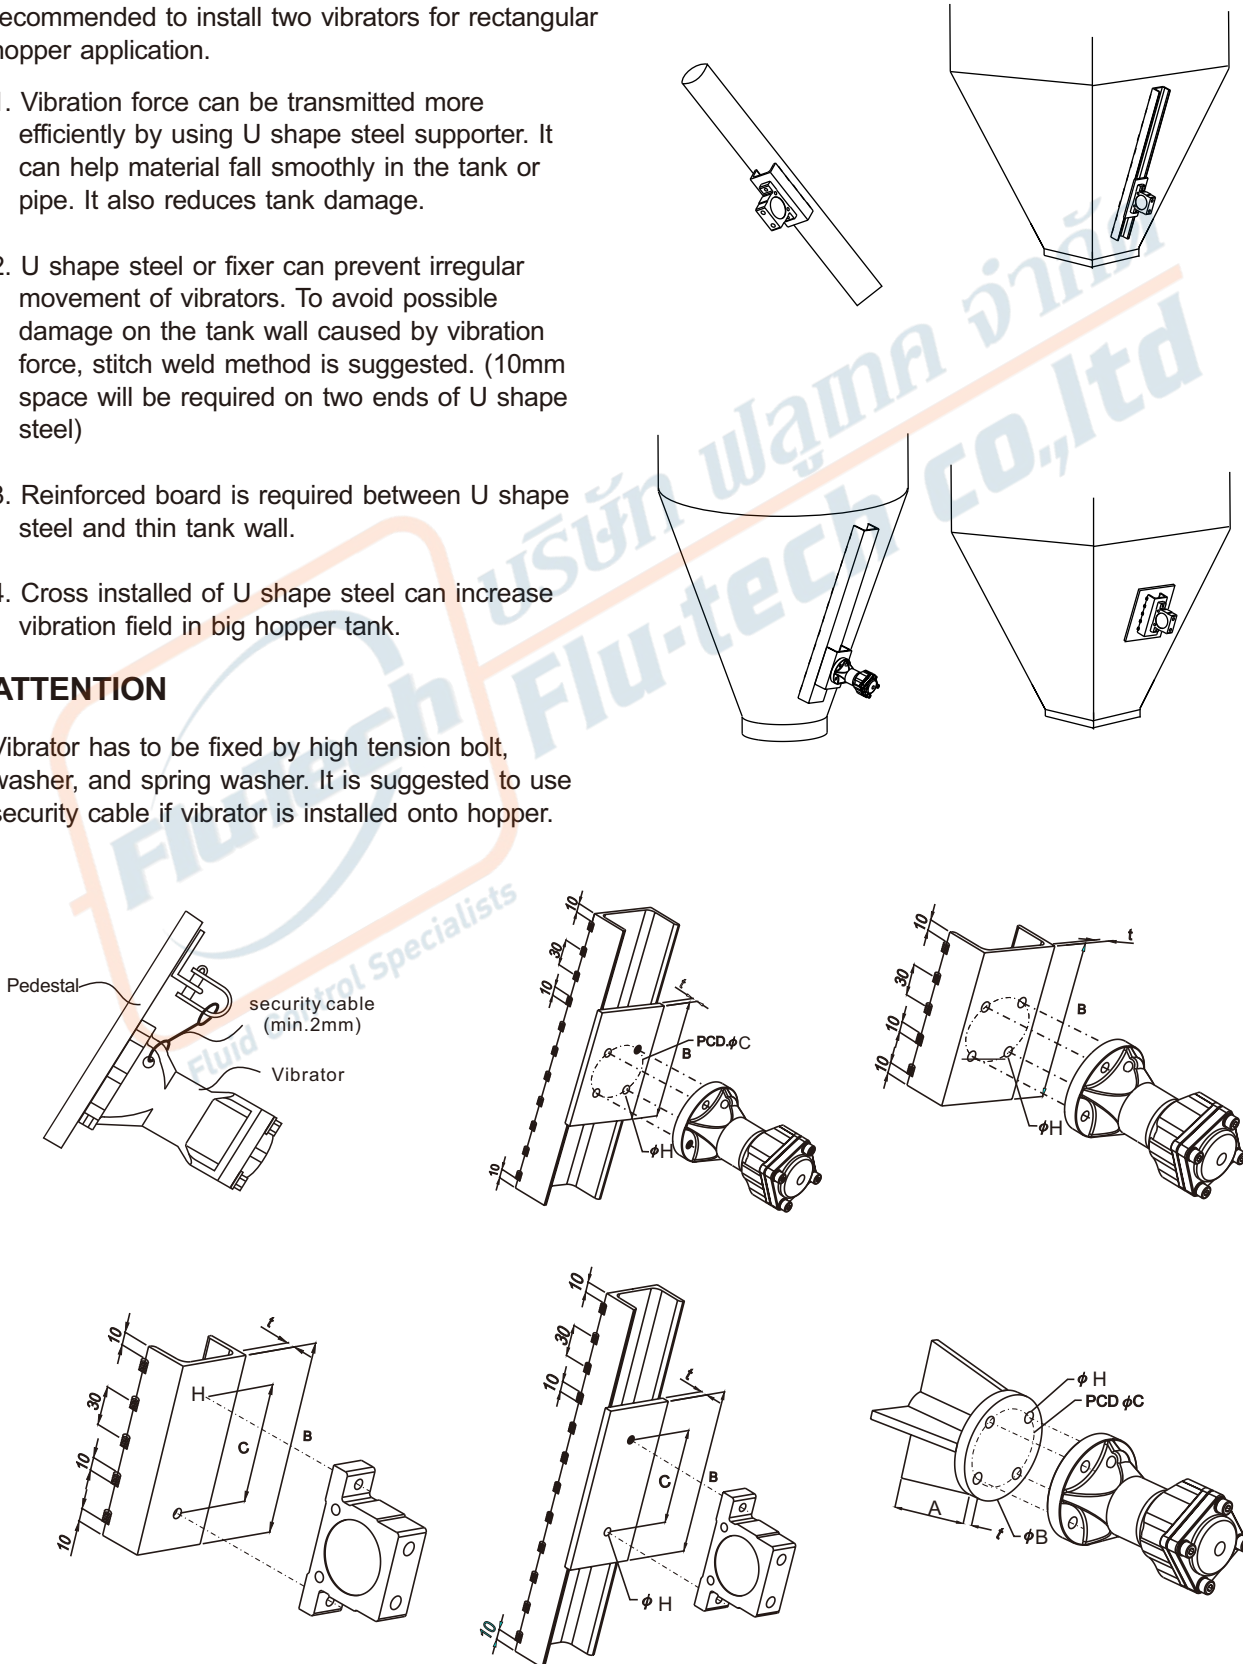 ecommended to install two vibrators for rectangular
hopper application.
1. Vibration force can be transmitted more
efficiently by using U shape steel supporter. It
can help material fall smoothly in the tank or
pipe. It also reduces tank damage.
2. U shape steel or fixer can prevent irregular
movement of vibrators. To avoid possible
damage on the tank wall caused by vibration
force, stitch weld method is suggested. (10mm
space will be required on two ends of U shape
steel)
3. Reinforced board is required between U shape
steel and thin tank wall.
4. Cross installed of U shape steel can increase
vibration field in big hopper tank.
ATTENTION
Vibrator has to be fixed by high tension bolt,
washer, and spring washer. It is suggested to use
security cable if vibrator is installed onto hopper.
บริษัท ฟลูเทค จำกัด
Flu-tech co.,ltd
Flu-Tech
Fluid Control Specialists
Pedestal
security cable
(min.2mm)
Vibrator
10
30
10
10
t
B
PCD.ϕC
ϕH
10
30
10
10
t
B
ϕH
10
30
10
10
H
C
t
B
10
30
10
10
t
C
B
ϕ H
ϕ H
PCD ϕC
A
t
ϕB